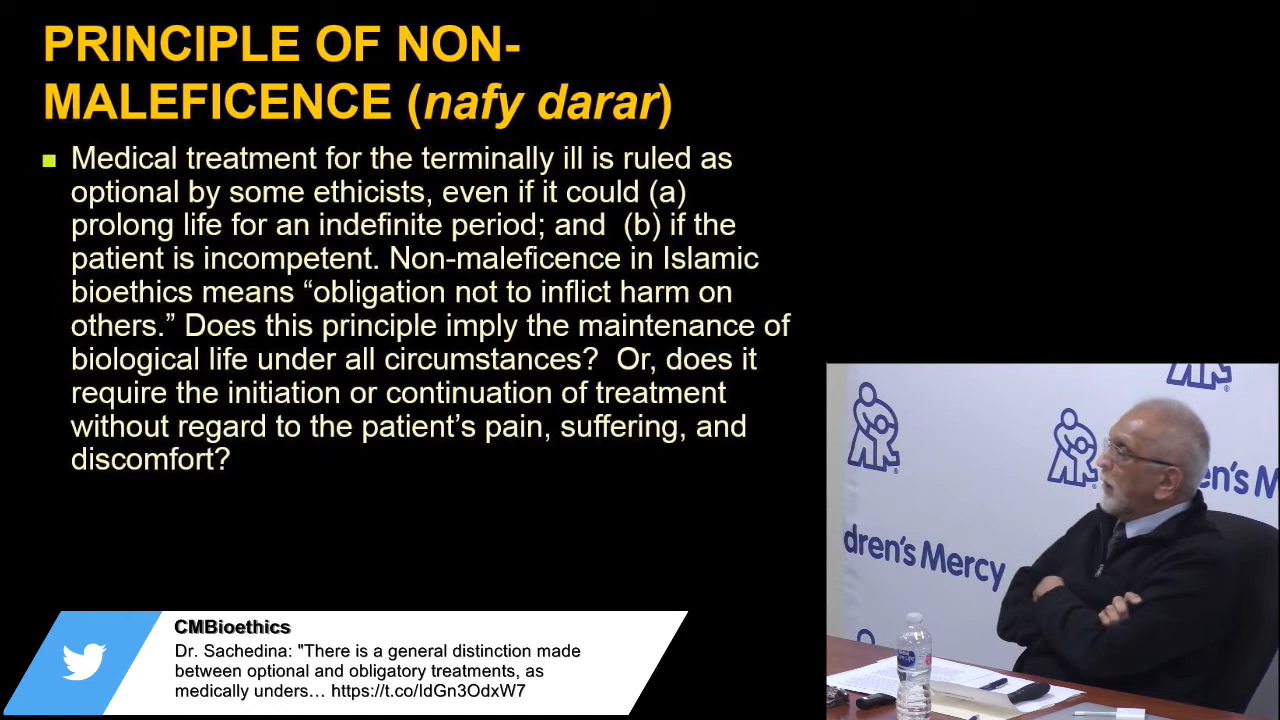 PRINCIPLE OF NON-
MALEFICENCE (nafy darar)
Medical treatment for the terminally ill is ruled as
optional by some ethicists, even if it could (a)
prolong life for an indefinite period; and (b) if the
patient is incompetent. Non-maleficence in Islamic
bioethics means “obligation not to inflict harm on
others.” Does this principle imply the maintenance of
biological life under all circumstances? Or, does it
require the initiation or continuation of treatment
without regard to the patient’s pain, suffering, and
discomfort?
en's M
dren's Mercy
CMBioethics
Dr. Sachedina: "There is a general distinction made
between optional and obligatory treatments, as
medically unders… https://t.co/ldGn3OdxW7